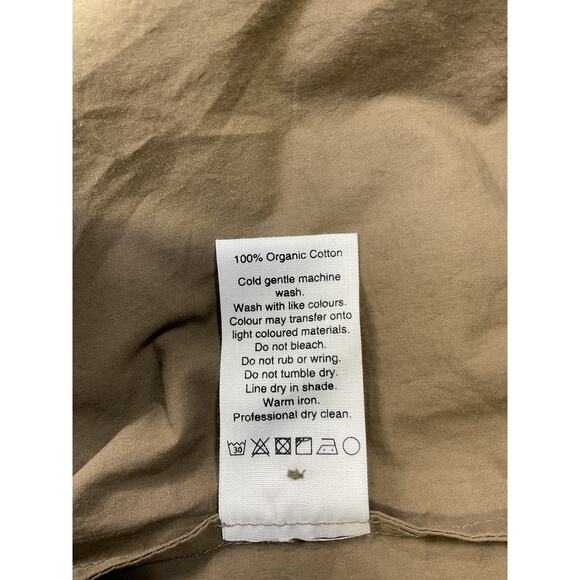 100% Organic Cotton
Cold gentle machine
wash.
Wash with like colours.
Colour may transfer onto
light coloured materials.
Do not bleach.
Do not rub or wring.
Do not tumble dry.
Line dry in shade.
Warm iron.
Professional dry clean.
30